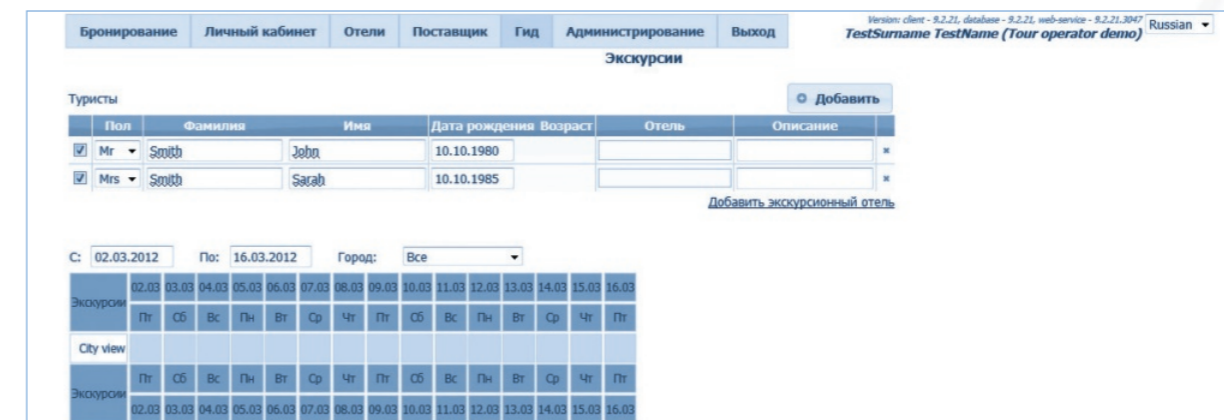 Version: client - 9.2.21, database - 9.2.21, web-service - 9.2.21.3047
Бронирование Личный кабинет Отели Поставщик Гид Администрирование Выход TestSurname TestName (Tour operator demo) Russian
Экскурсии
Туристы Добавить
Пол Фамилия Имя Дата рождения Возраст Отель Описание
Mr Smith John 10.10.1980
Mrs Smith Sarah 10.10.1985
Добавить экскурсионный отель
С: 02.03.2012 По: 16.03.2012 Город: Все
Экскурсии 02.03 03.03 04.03 05.03 06.03 07.03 08.03 09.03 10.03 11.03 12.03 13.03 14.03 15.03 16.03
Пт Сб Вс Пн Вт Ср Чт Пт Сб Вс Пн Вт Ср Чт Пт
City view
Экскурсии Пт Сб Вс Пн Вт Ср Чт Пт Сб Вс Пн Вт Ср Чт Пт
02.03 03.03 04.03 05.03 06.03 07.03 08.03 09.03 10.03 11.03 12.03 13.03 14.03 15.03 16.03